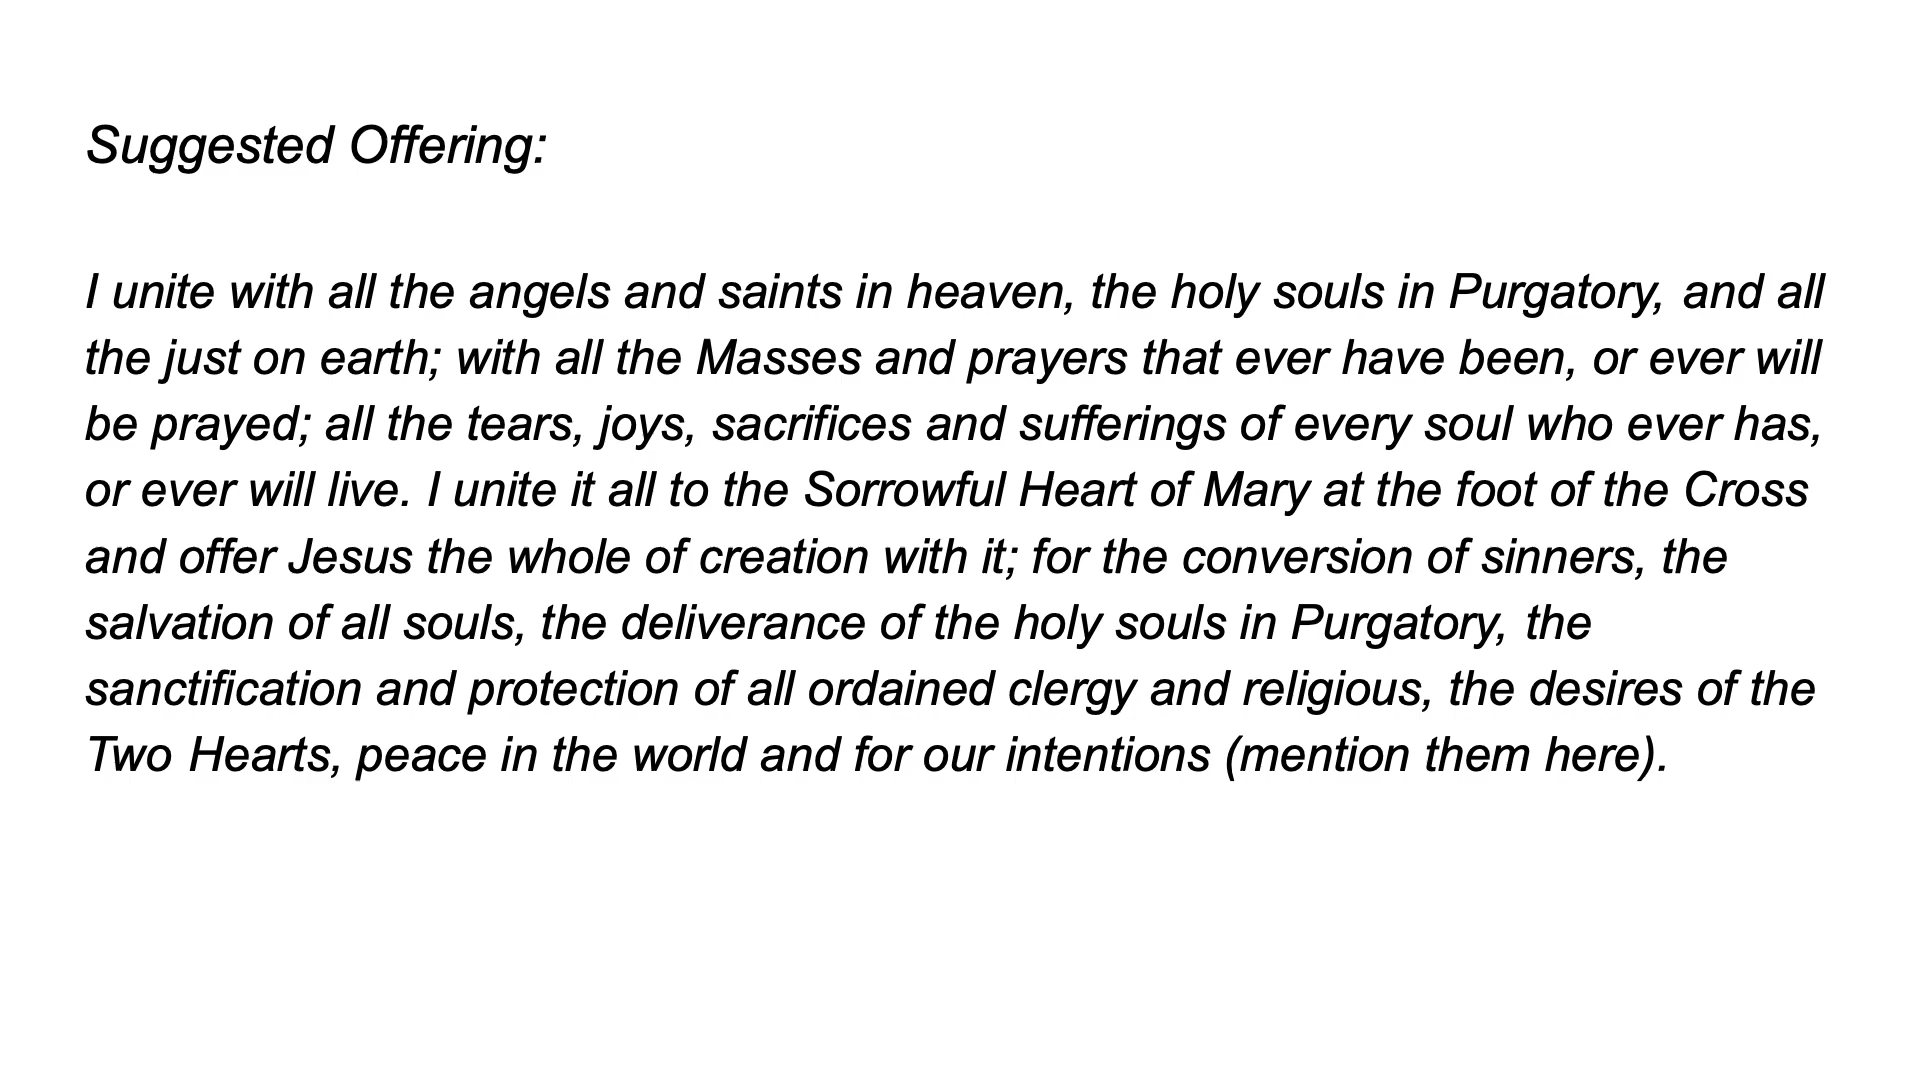 Suggested Offering:
I unite with all the angels and saints in heaven, the holy souls in Purgatory, and all
the just on earth; with all the Masses and prayers that ever have been, or ever will
be prayed; all the tears, joys, sacrifices and sufferings of every soul who ever has,
or ever will live. I unite it all to the Sorrowful Heart of Mary at the foot of the Cross
and offer Jesus the whole of creation with it; for the conversion of sinners, the
salvation of all souls, the deliverance of the holy souls in Purgatory, the
sanctification and protection of all ordained clergy and religious, the desires of the
Two Hearts, peace in the world and for our intentions (mention them here).